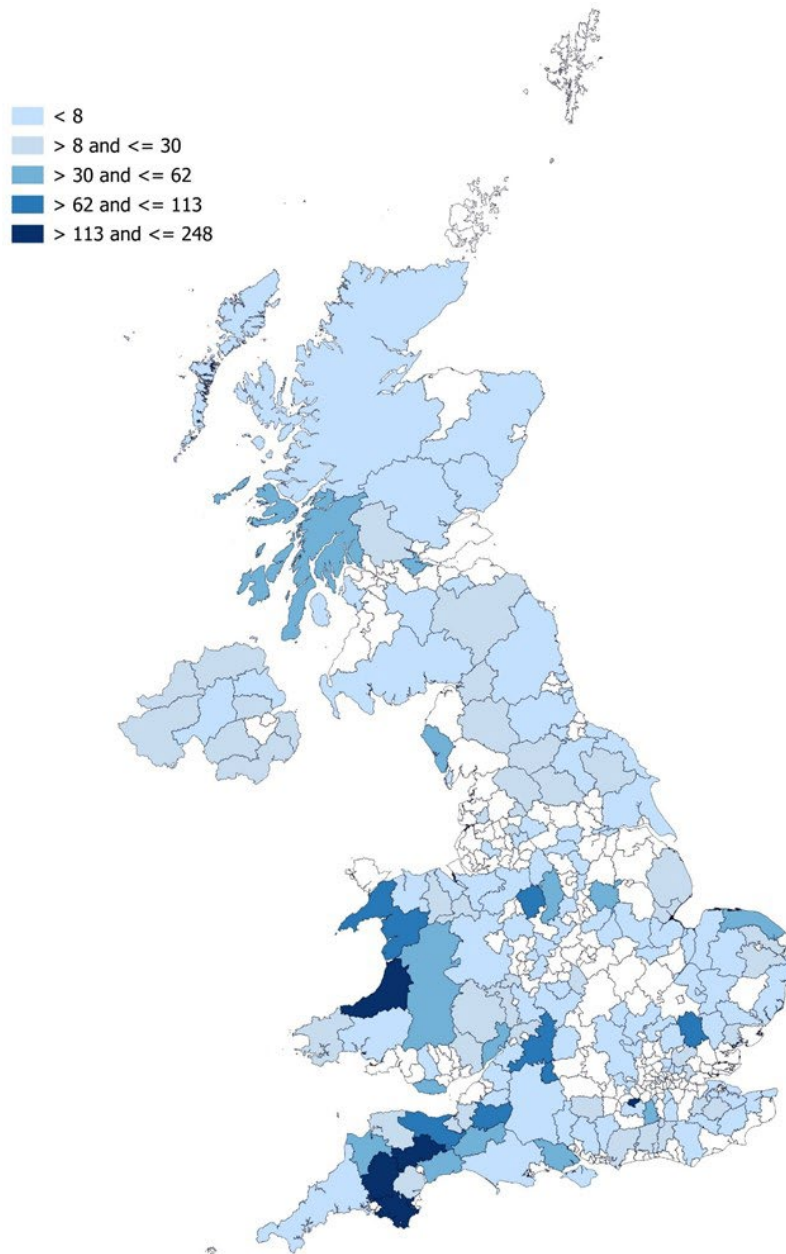 < 8
> 8 and <= 30
> 30 and <= 62
> 62 and <= 113
> 113 and <= 248